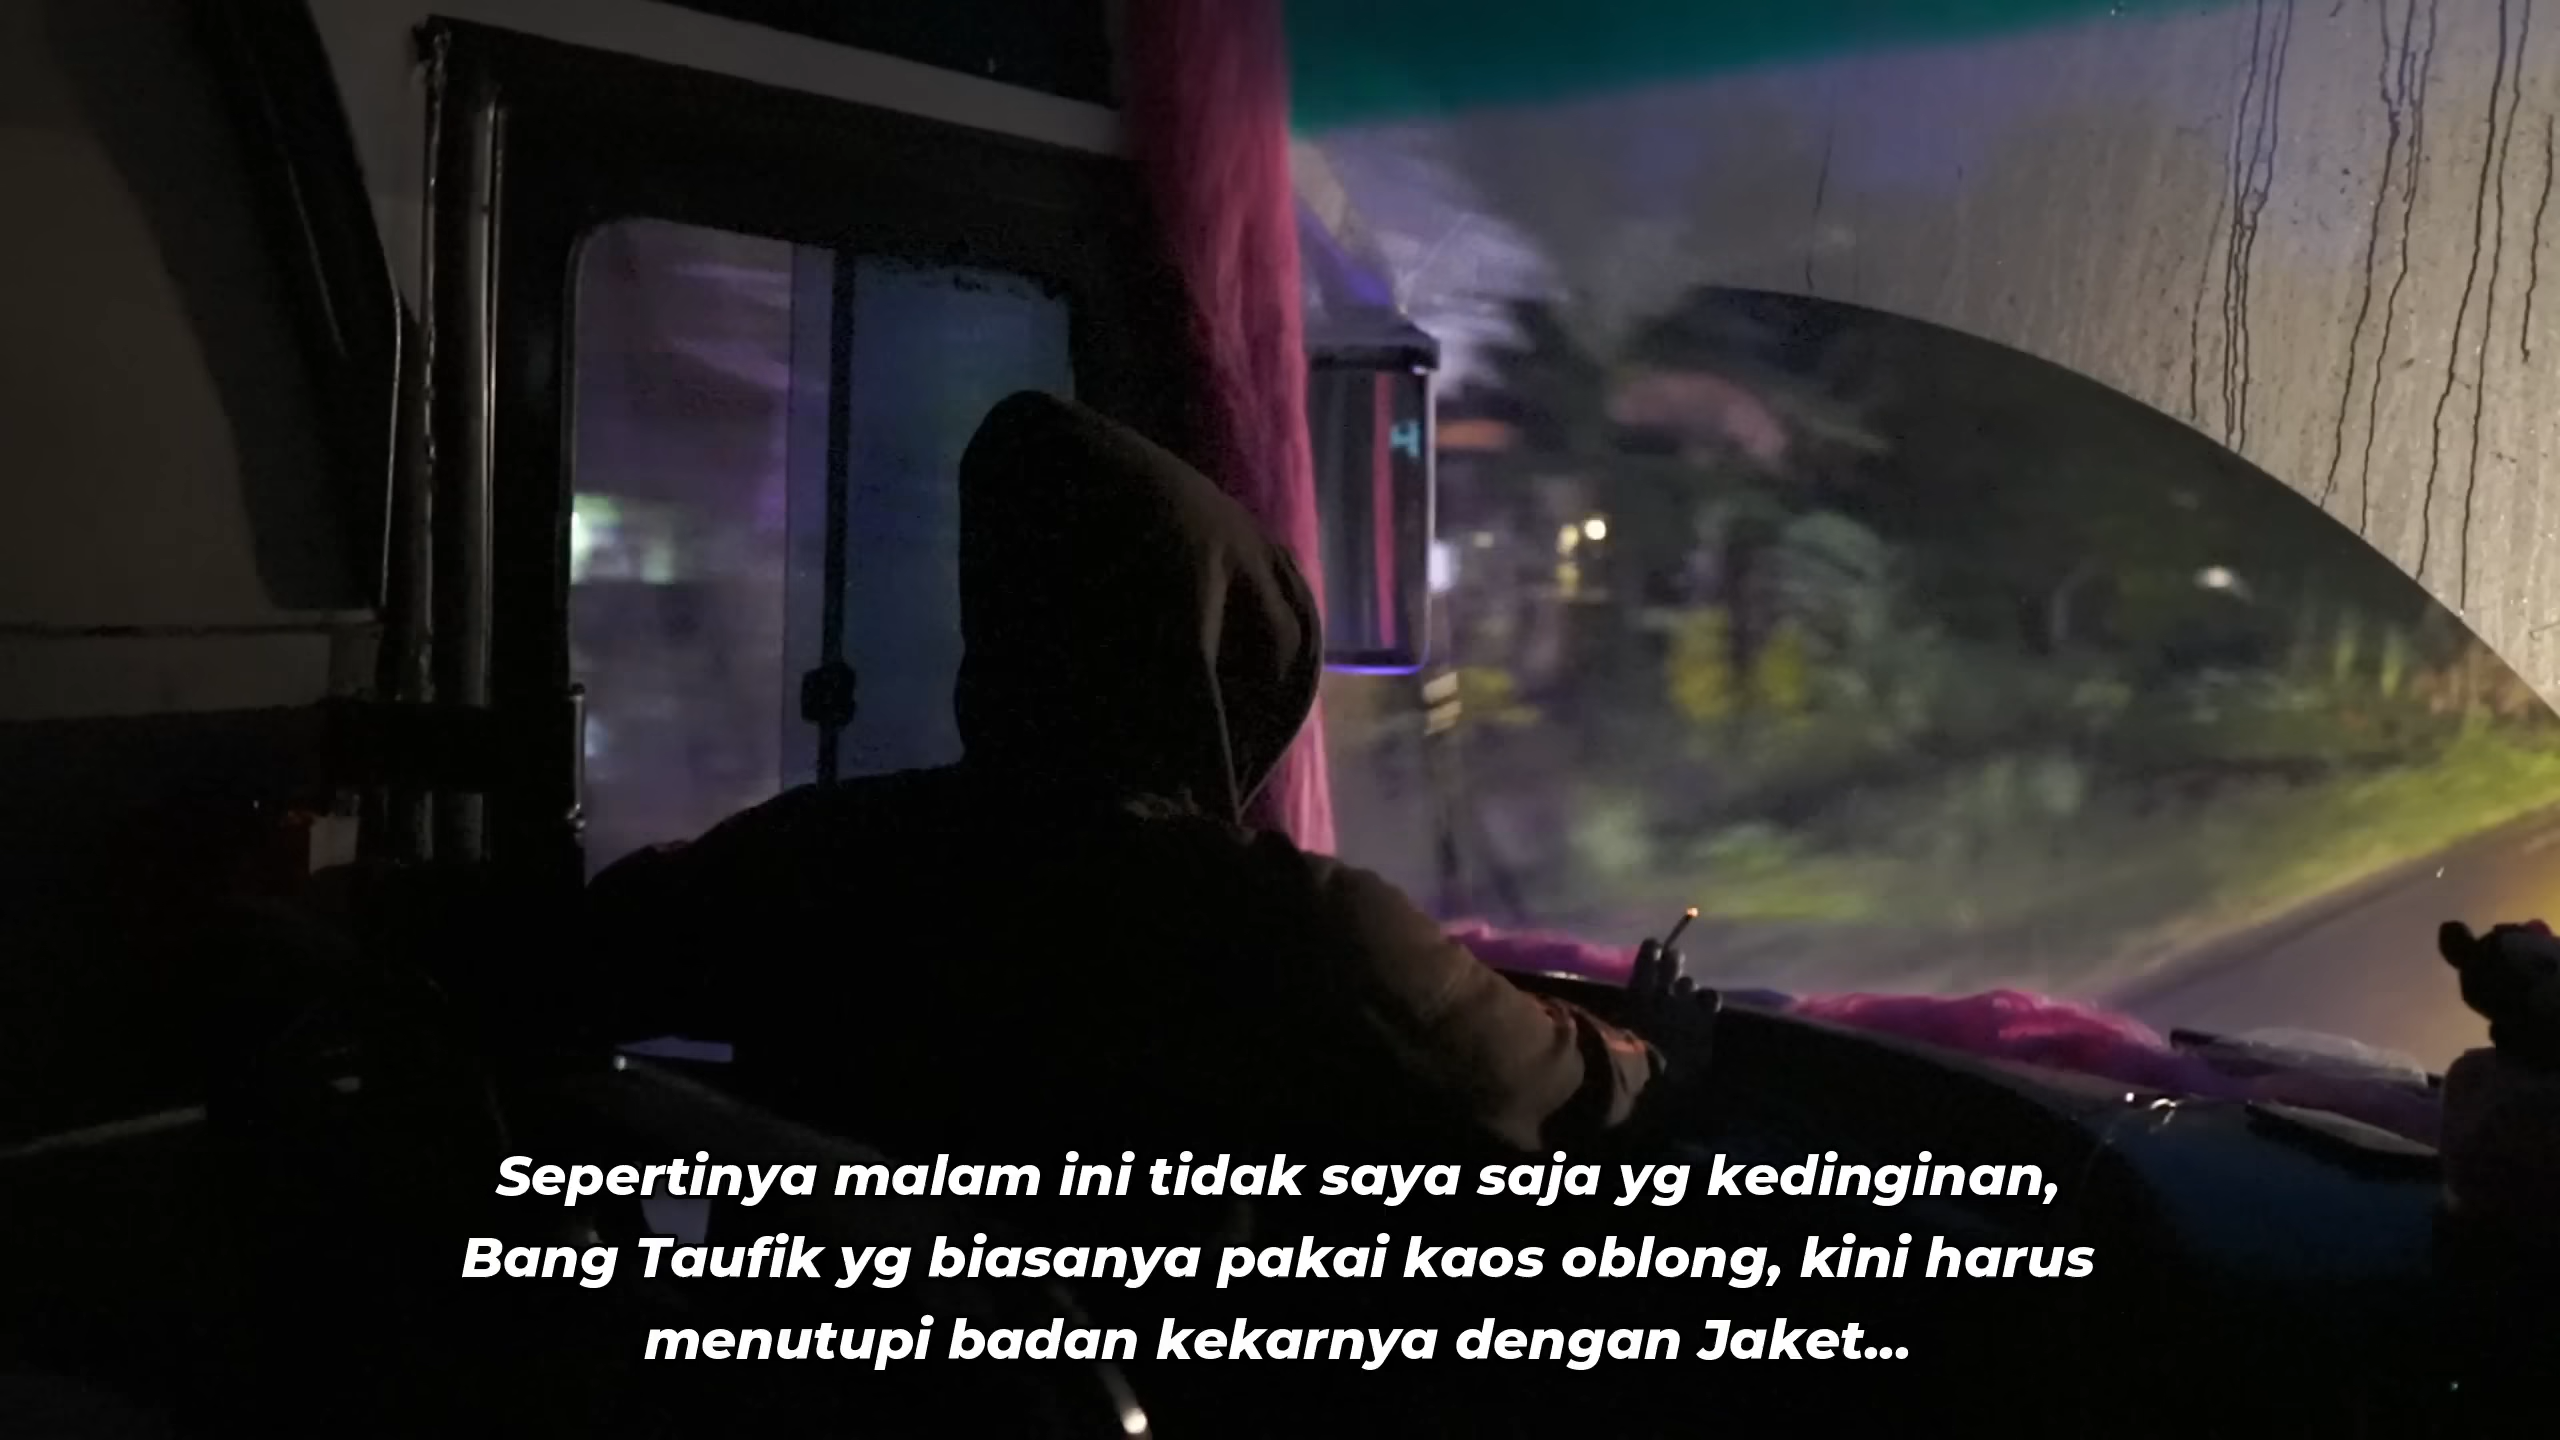 Sepertinya malam ini tidak saya saja yg kedinginan,
Bang Taufik yg biasanya pakai kaos oblong, kini harus
menutupi badan kekarnya dengan Jaket...